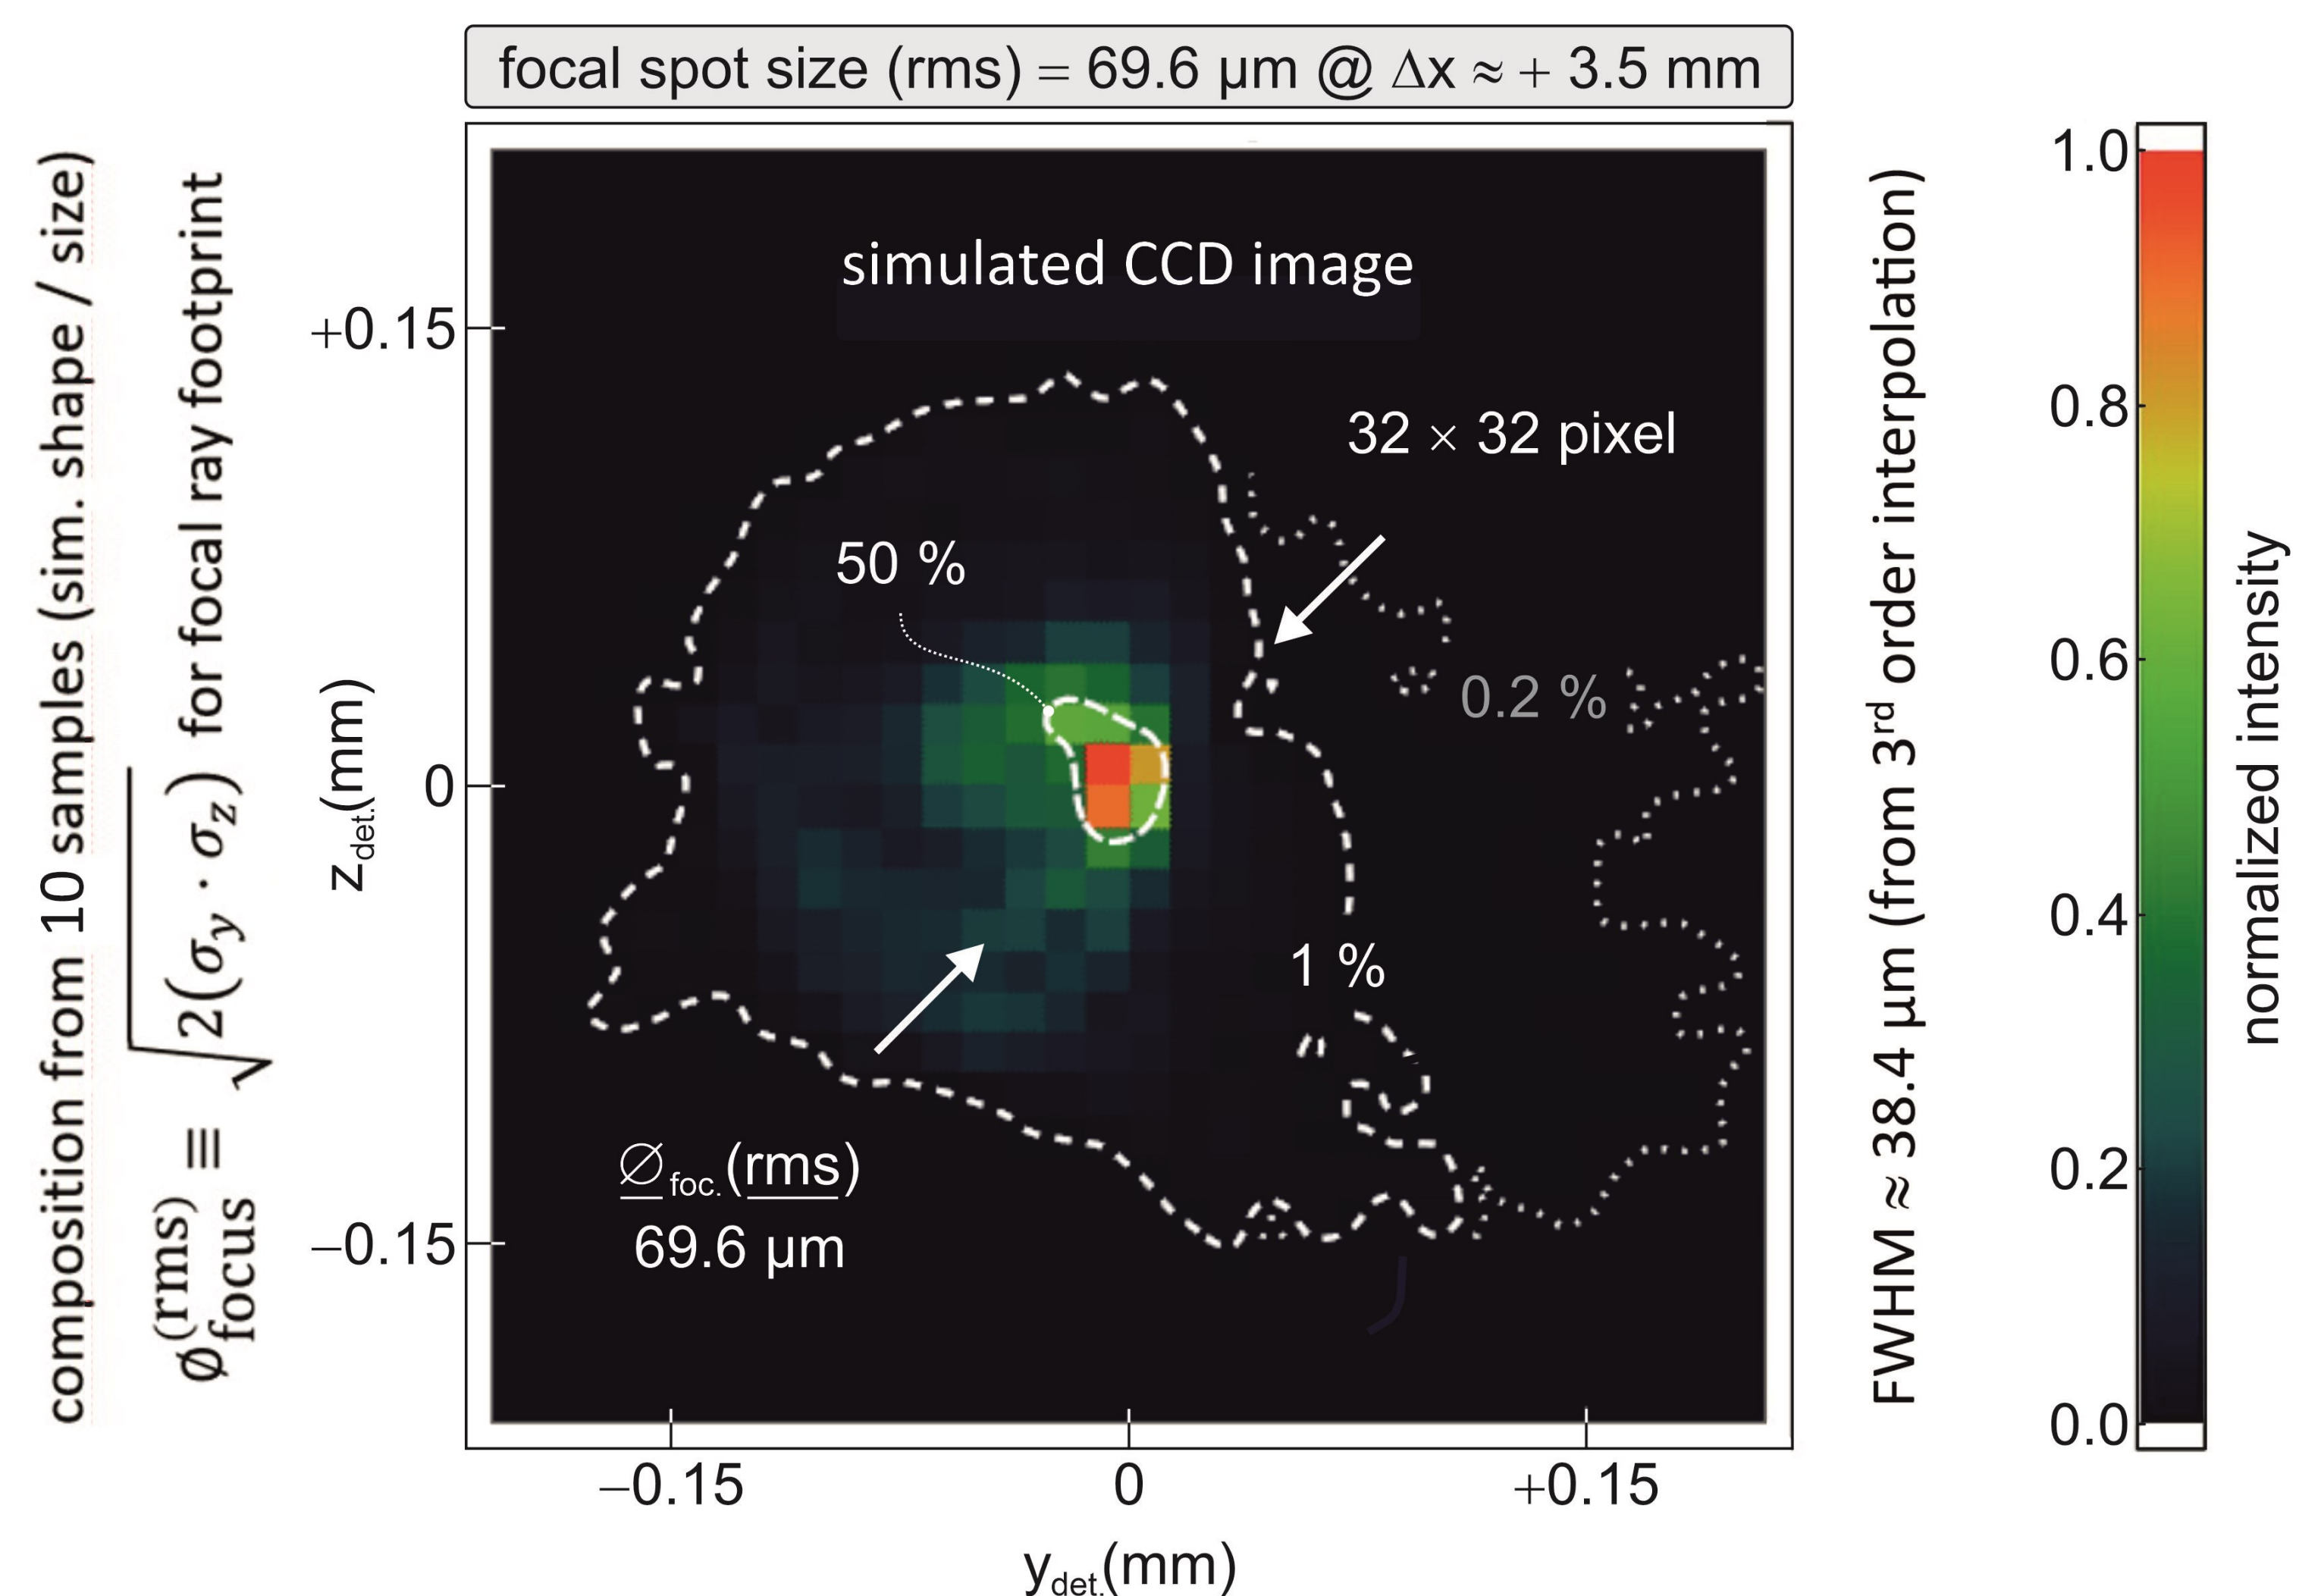 focal spot size (rms) = 69.6 µm @ Δx ≈ + 3.5 mm
composition from 10 samples (sim. shape / size)
∅focus(rms) ≡ √2(σy · σz) for focal ray footprint
zdet.(mm)
+0.15
0
−0.15
simulated CCD image
32 × 32 pixel
50 %
0.2 %
1 %
∅foc.(rms)
69.6 µm
−0.15
0
+0.15
ydet.(mm)
FWHM ≈ 38.4 µm (from 3rd order interpolation)
1.0
0.8
0.6
0.4
0.2
0.0
normalized intensity